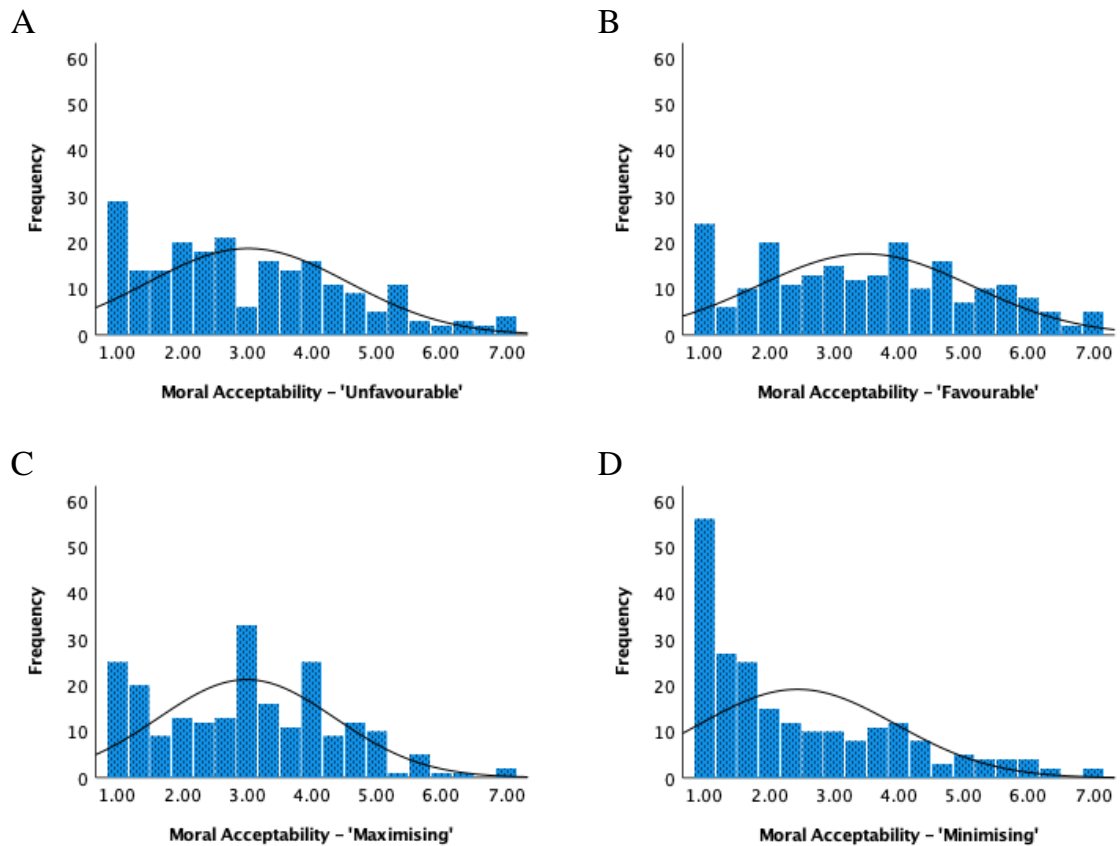 A
60
50
40
30
20
10
0
Frequency
1.00 2.00 3.00 4.00 5.00 6.00 7.00
Moral Acceptability – 'Unfavourable'
B
60
50
40
30
20
10
0
Frequency
1.00 2.00 3.00 4.00 5.00 6.00 7.00
Moral Acceptability – 'Favourable'
C
60
50
40
30
20
10
0
Frequency
1.00 2.00 3.00 4.00 5.00 6.00 7.00
Moral Acceptability – 'Maximising'
D
60
50
40
30
20
10
0
Frequency
1.00 2.00 3.00 4.00 5.00 6.00 7.00
Moral Acceptability – 'Minimising'